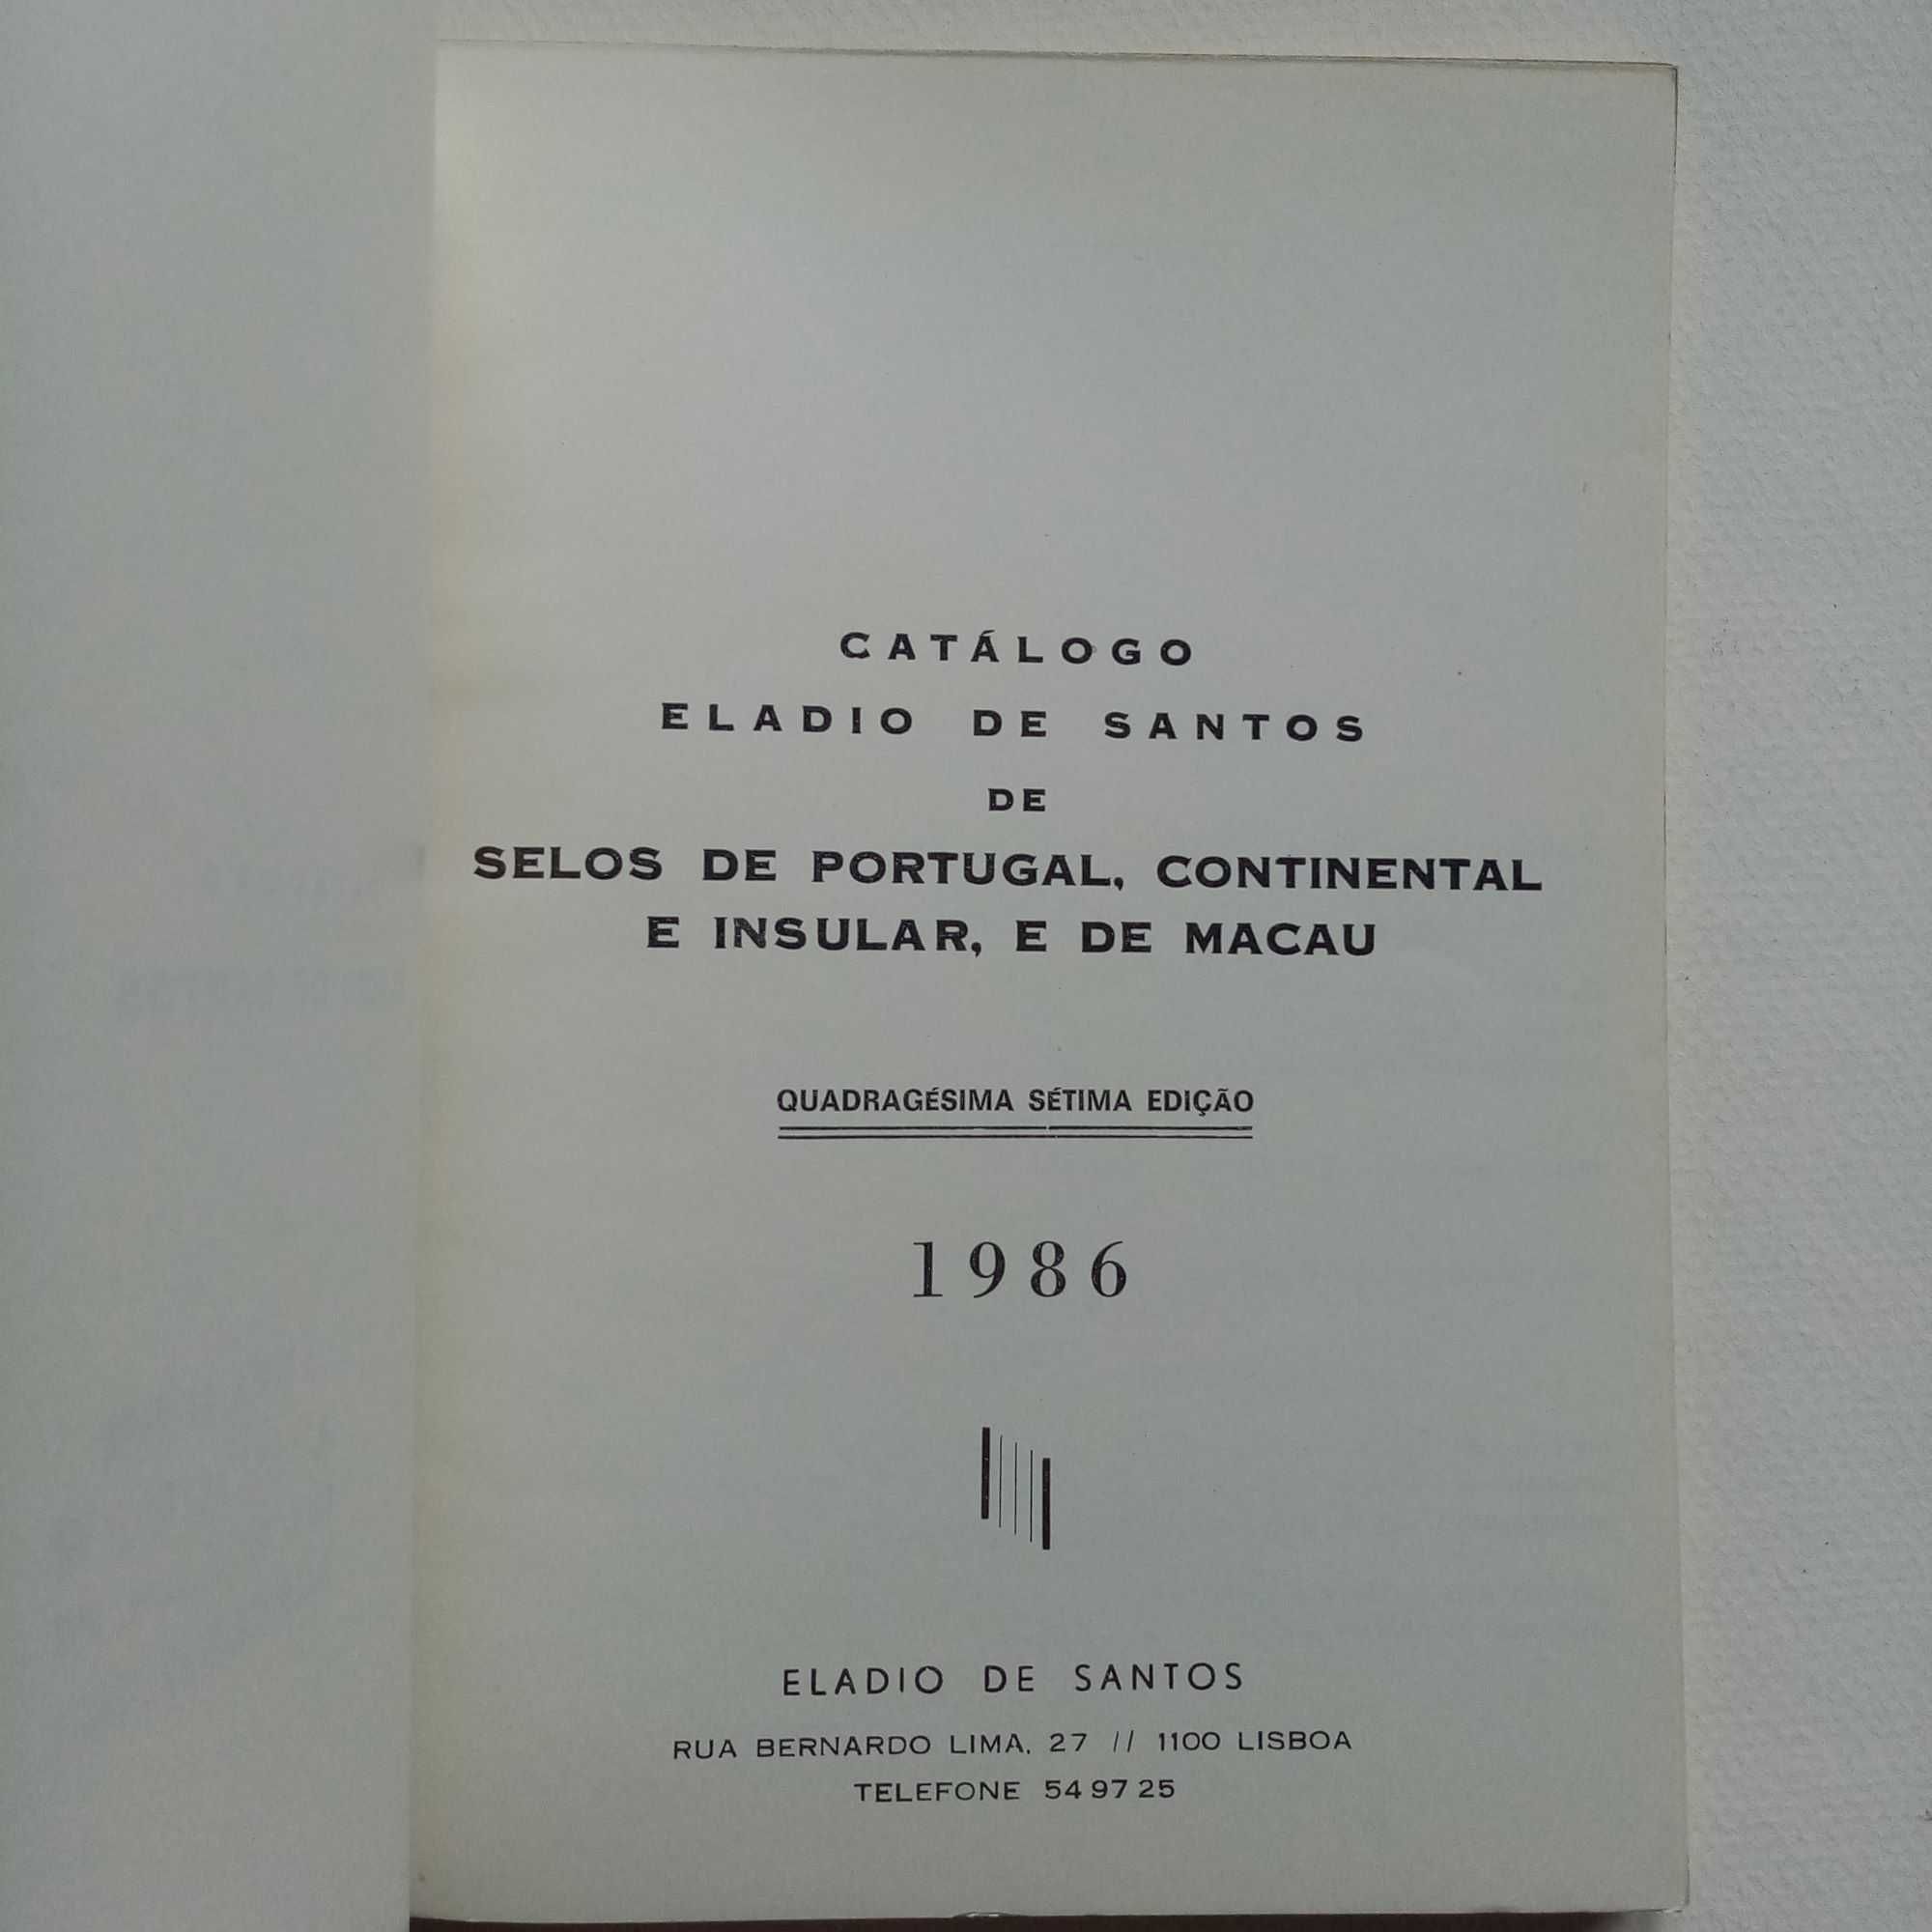 CATÁLOGO
ELADIO DE SANTOS
DE
SELOS DE PORTUGAL, CONTINENTAL
E INSULAR, E DE MACAU
QUADRAGÉSIMA SÉTIMA EDIÇÃO
1986
ELADIO DE SANTOS
RUA BERNARDO LIMA, 27 // 1100 LISBOA
TELEFONE 54 97 25